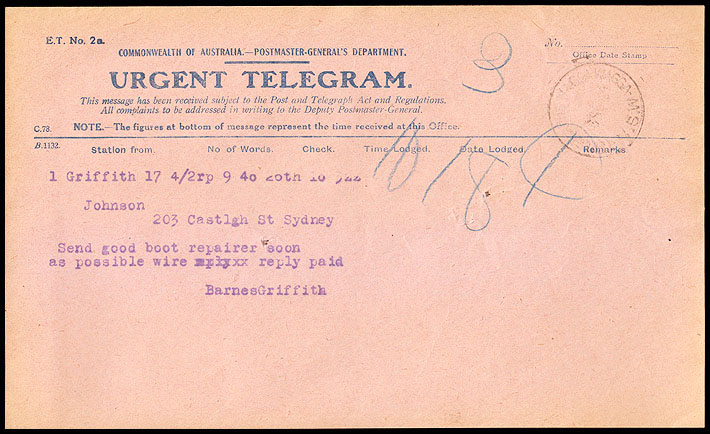 E.T. No. 2a.
COMMONWEALTH OF AUSTRALIA.—POSTMASTER-GENERAL'S DEPARTMENT.
No.
Office Date Stamp
URGENT TELEGRAM.
This message has been received subject to the Post and Telegraph Act and Regulations.
All complaints to be addressed in writing to the Deputy Postmaster-General.
C.78. NOTE.—The figures at bottom of message represent the time received at this Office.
B.1132. Station from. No of Words. Check. Time Lodged. Date Lodged. Remarks
1 Griffith 17 4/2rp 9 40 20th 10 922
Johnson
203 Castlgh St Sydney
Send good boot repairer soon
as possible wire reply paid
BarnesGriffith